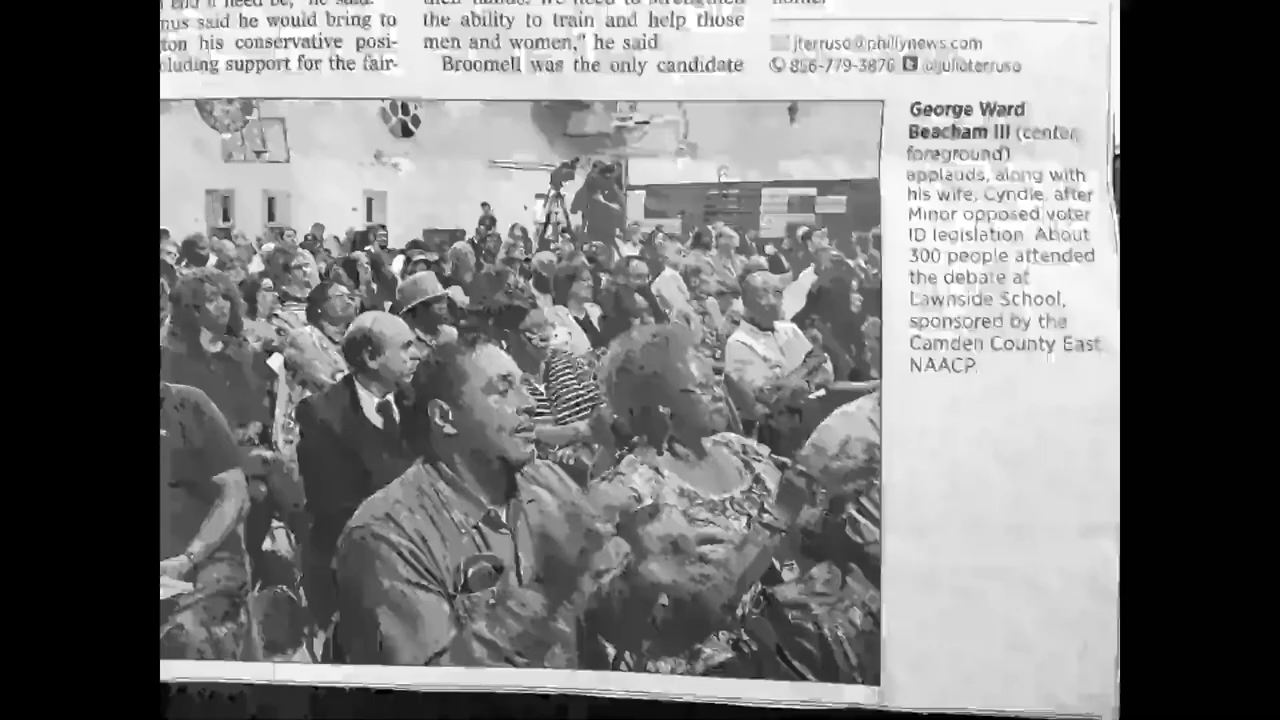 nus said he would bring to
ton his conservative posi-
cluding support for the fair-
the ability to train and help those
men and women," he said
Broomell was the only candidate
jterruso@phillynews.com
856-779-3876 @juliaterruso
George Ward
Beacham III (center,
foreground)
applauds, along with
his wife, Cyndie, after
Minor opposed voter
ID legislation. About
300 people attended
the debate at
Lawnside School,
sponsored by the
Camden County East
NAACP.